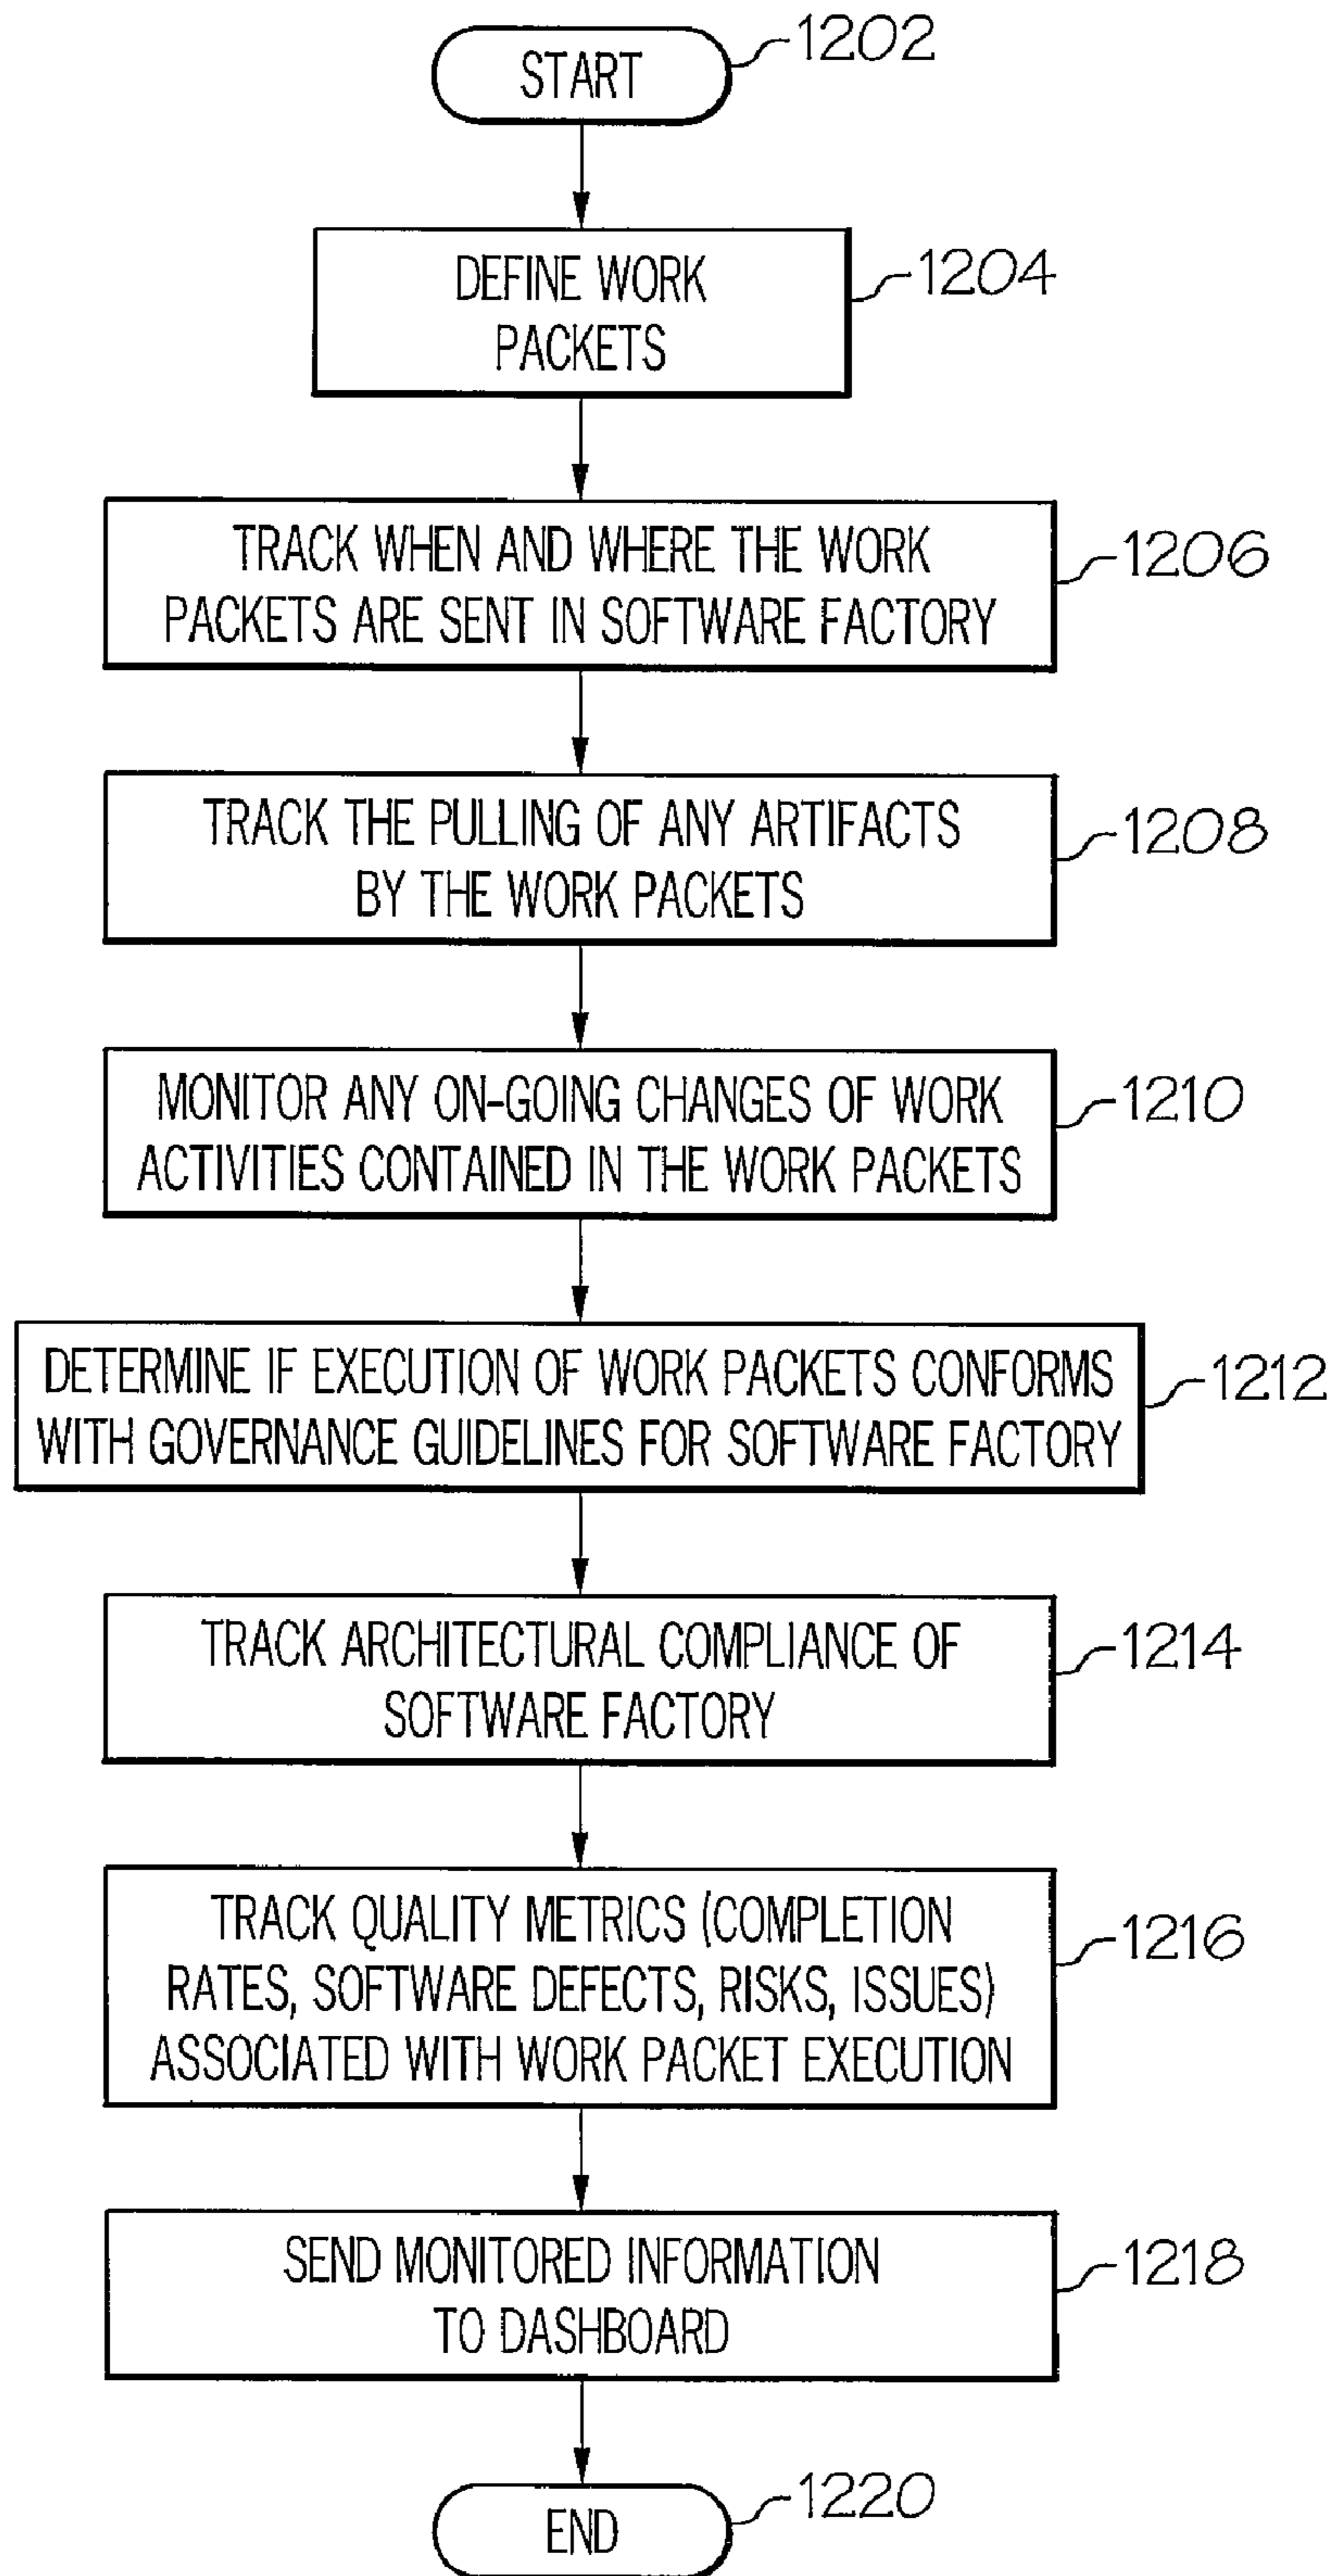 START
1202
DEFINE WORK
PACKETS
1204
TRACK WHEN AND WHERE THE WORK
PACKETS ARE SENT IN SOFTWARE FACTORY
1206
TRACK THE PULLING OF ANY ARTIFACTS
BY THE WORK PACKETS
1208
MONITOR ANY ON-GOING CHANGES OF WORK
ACTIVITIES CONTAINED IN THE WORK PACKETS
1210
DETERMINE IF EXECUTION OF WORK PACKETS CONFORMS
WITH GOVERNANCE GUIDELINES FOR SOFTWARE FACTORY
1212
TRACK ARCHITECTURAL COMPLIANCE OF
SOFTWARE FACTORY
1214
TRACK QUALITY METRICS (COMPLETION
RATES, SOFTWARE DEFECTS, RISKS, ISSUES)
ASSOCIATED WITH WORK PACKET EXECUTION
1216
SEND MONITORED INFORMATION
TO DASHBOARD
1218
END
1220